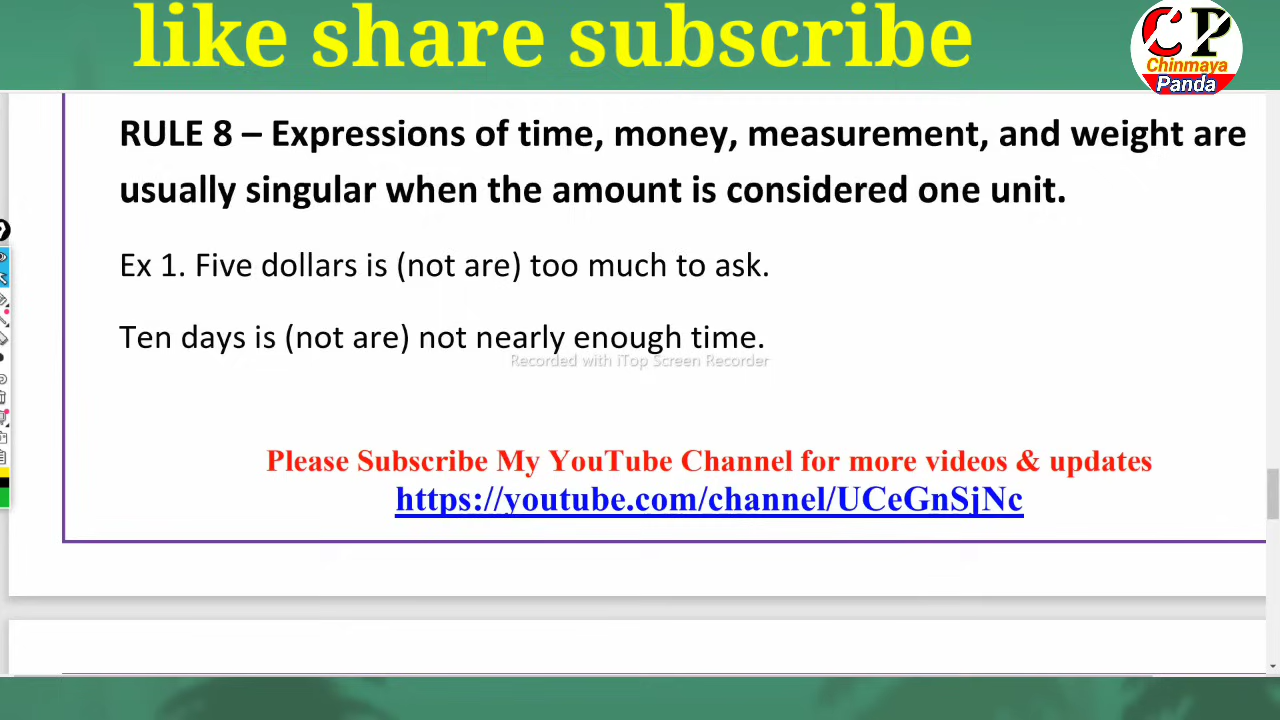 like share subscribe
CP
Chinmaya
Panda
RULE 8 – Expressions of time, money, measurement, and weight are
usually singular when the amount is considered one unit.
Ex 1. Five dollars is (not are) too much to ask.
Ten days is (not are) not nearly enough time.
Recorded with iTop Screen Recorder
Please Subscribe My YouTube Channel for more videos & updates
https://youtube.com/channel/UCeGnSjNc